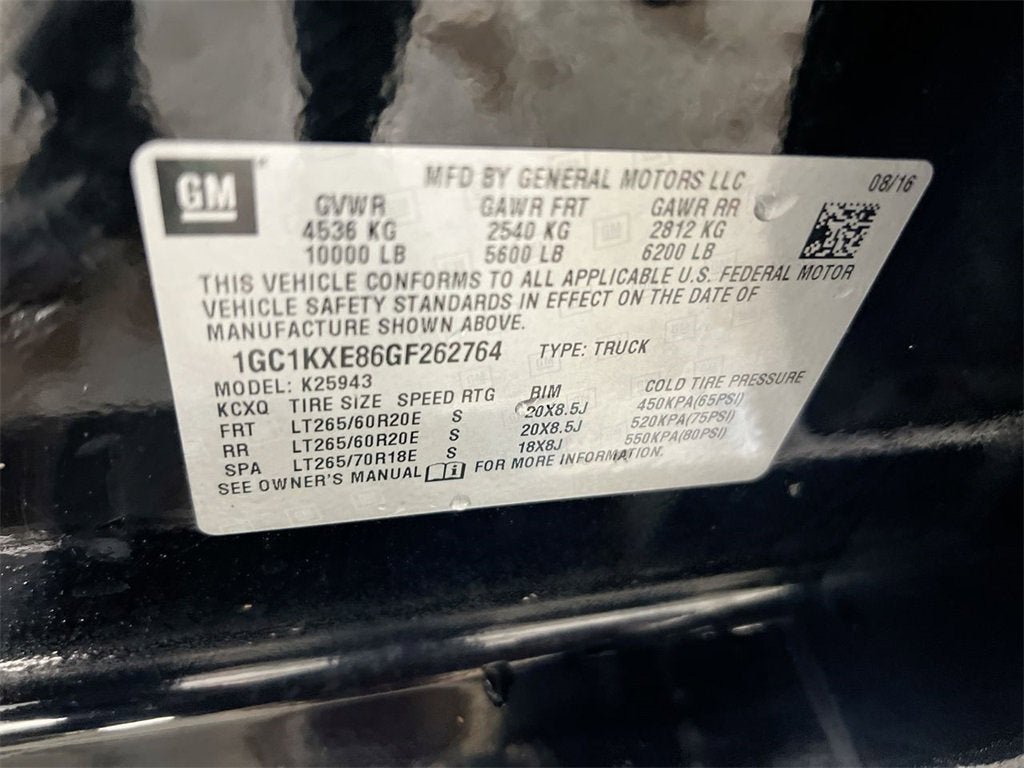 GM
MFD BY GENERAL MOTORS LLC 08/16
GVWR GAWR FRT GAWR RR
4536 KG 2540 KG 2812 KG
10000 LB 5600 LB 6200 LB
THIS VEHICLE CONFORMS TO ALL APPLICABLE U.S. FEDERAL MOTOR
VEHICLE SAFETY STANDARDS IN EFFECT ON THE DATE OF
MANUFACTURE SHOWN ABOVE.
1GC1KXE86GF262764 TYPE: TRUCK
MODEL: K25943
KCXQ TIRE SIZE SPEED RTG RIM COLD TIRE PRESSURE
FRT LT265/60R20E S 20X8.5J 450KPA(65PSI)
RR LT265/60R20E S 20X8.5J 520KPA(75PSI)
SPA LT265/70R18E S 18X8J 550KPA(80PSI)
SEE OWNER'S MANUAL FOR MORE INFORMATION.